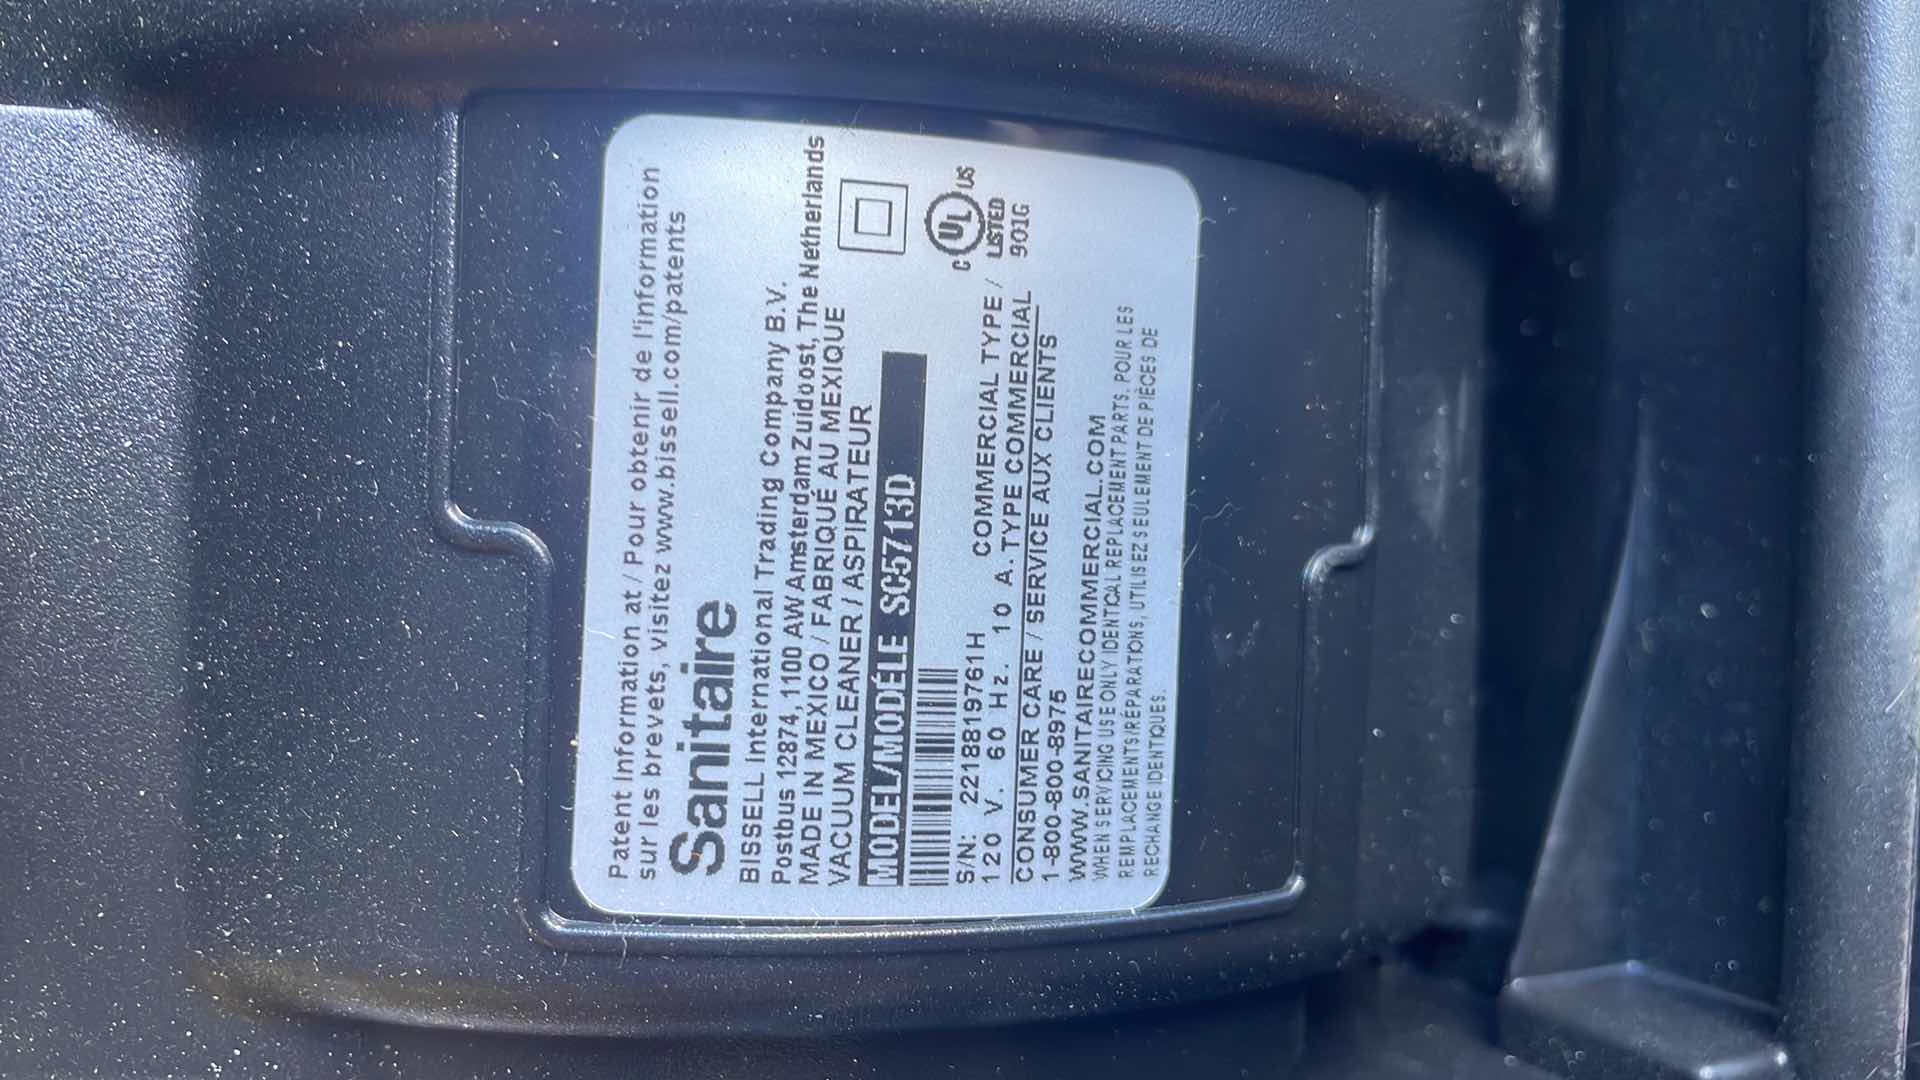 Patent Information at / Pour obtenir de l'information
sur les brevets, visitez www.bissell.com/patents
Sanitaire
BISSELL International Trading Company B.V.
Postbus 12874, 1100 AW Amsterdam Zuidoost, The Netherlands
MADE IN MEXICO / FABRIQUÉ AU MEXIQUE
VACUUM CLEANER / ASPIRATEUR
MODEL/MODÈLE SC5713D
S/N: 2218819761H COMMERCIAL TYPE /
120 V. 60 Hz. 10 A. TYPE COMMERCIAL
C UL US
LISTED
901G
CONSUMER CARE / SERVICE AUX CLIENTS
1-800-800-8975
WWW.SANITAIRECOMMERCIAL.COM
WHEN SERVICING USE ONLY IDENTICAL REPLACEMENT PARTS. POUR LES
REMPLACEMENTS/RÉPARATIONS, UTILISEZ SEULEMENT DE PIÈCES DE
RECHANGE IDENTIQUES.